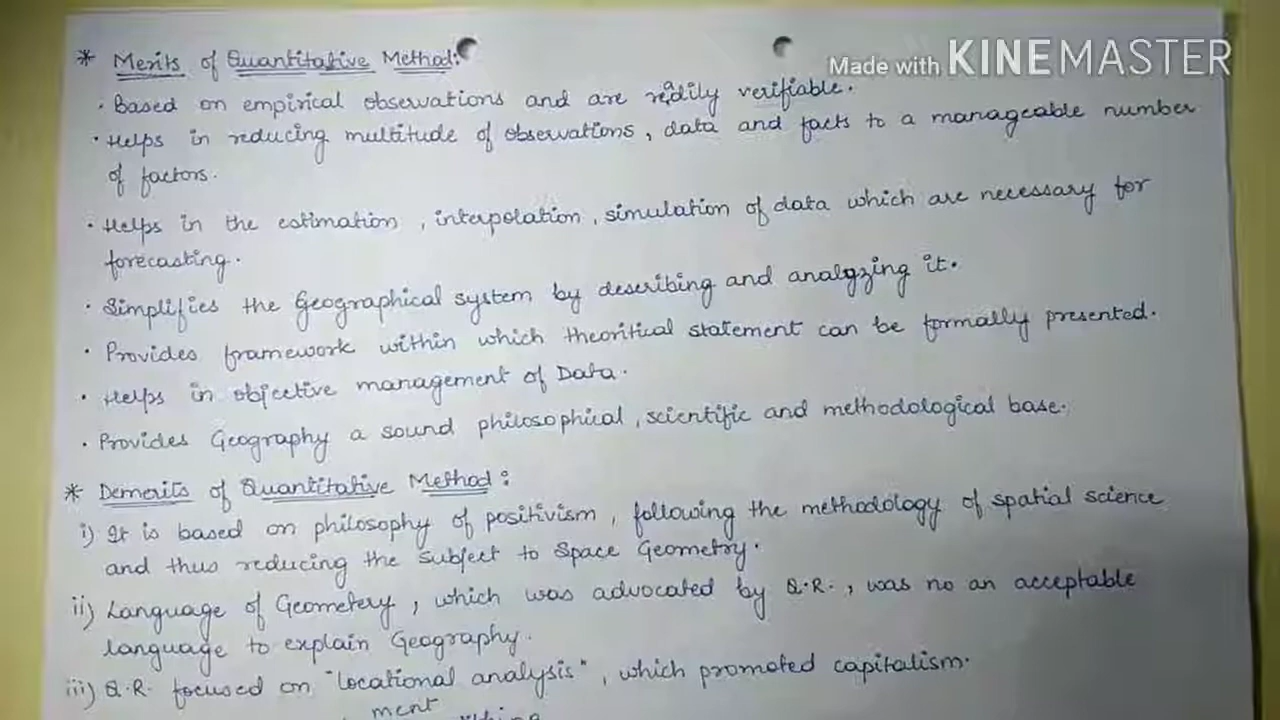 Made with KINEMASTER
* Merits of Quantitative Method:
• Based on empirical observations and are readily verifiable.
• Helps in reducing multitude of observations, data and facts to a manageable number
of factors.
• Helps in the estimation, interpolation, simulation of data which are necessary for
forecasting.
• Simplifies the Geographical system by describing and analyzing it.
• Provides framework within which theoritical statement can be formally presented.
• Helps in objective management of Data.
• Provides Geography a sound philosophical, scientific and methodological base.
* Demerits of Quantitative Method:
i) It is based on philosophy of positivism, following the methodology of spatial science
and thus reducing the subject to Space Geometry.
ii) Language of Geometery, which was advocated by Q.R., was no an acceptable
language to explain Geography.
iii) Q.R. focused on "locational analysis", which promoted capitalism.
ment